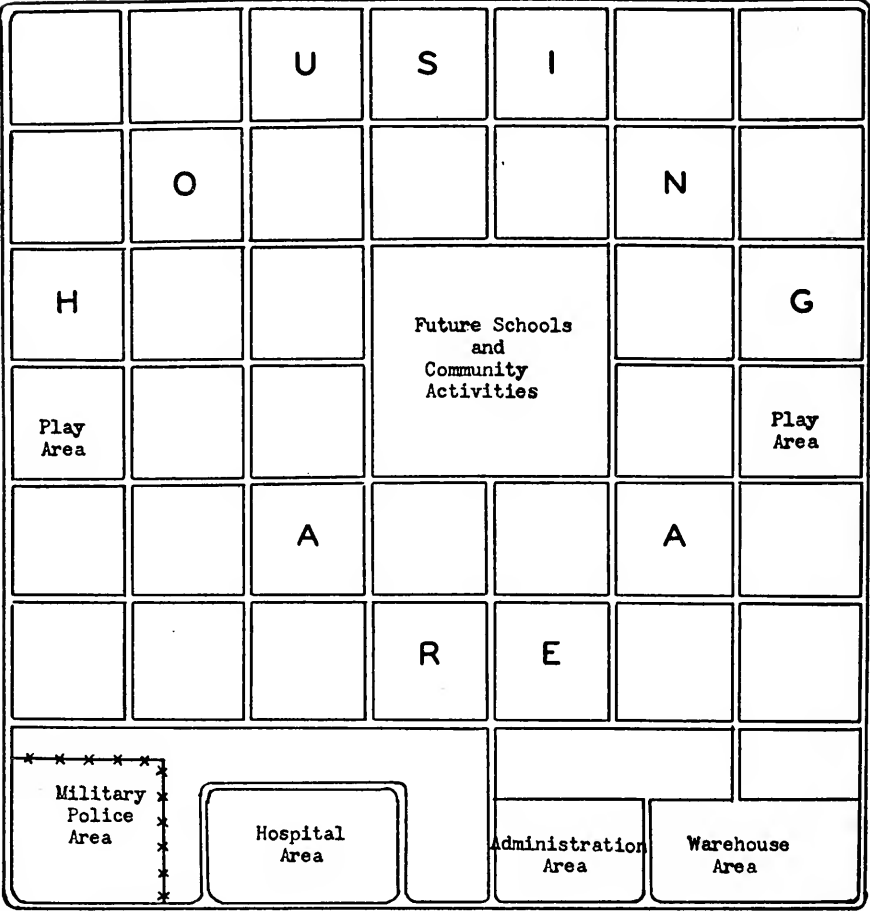 U S I
O N
H G
Future Schools
and
Community
Activities
Play
Area
Play
Area
A A
R E
Military
Police
Area
Hospital
Area
Administration
Area
Warehouse
Area